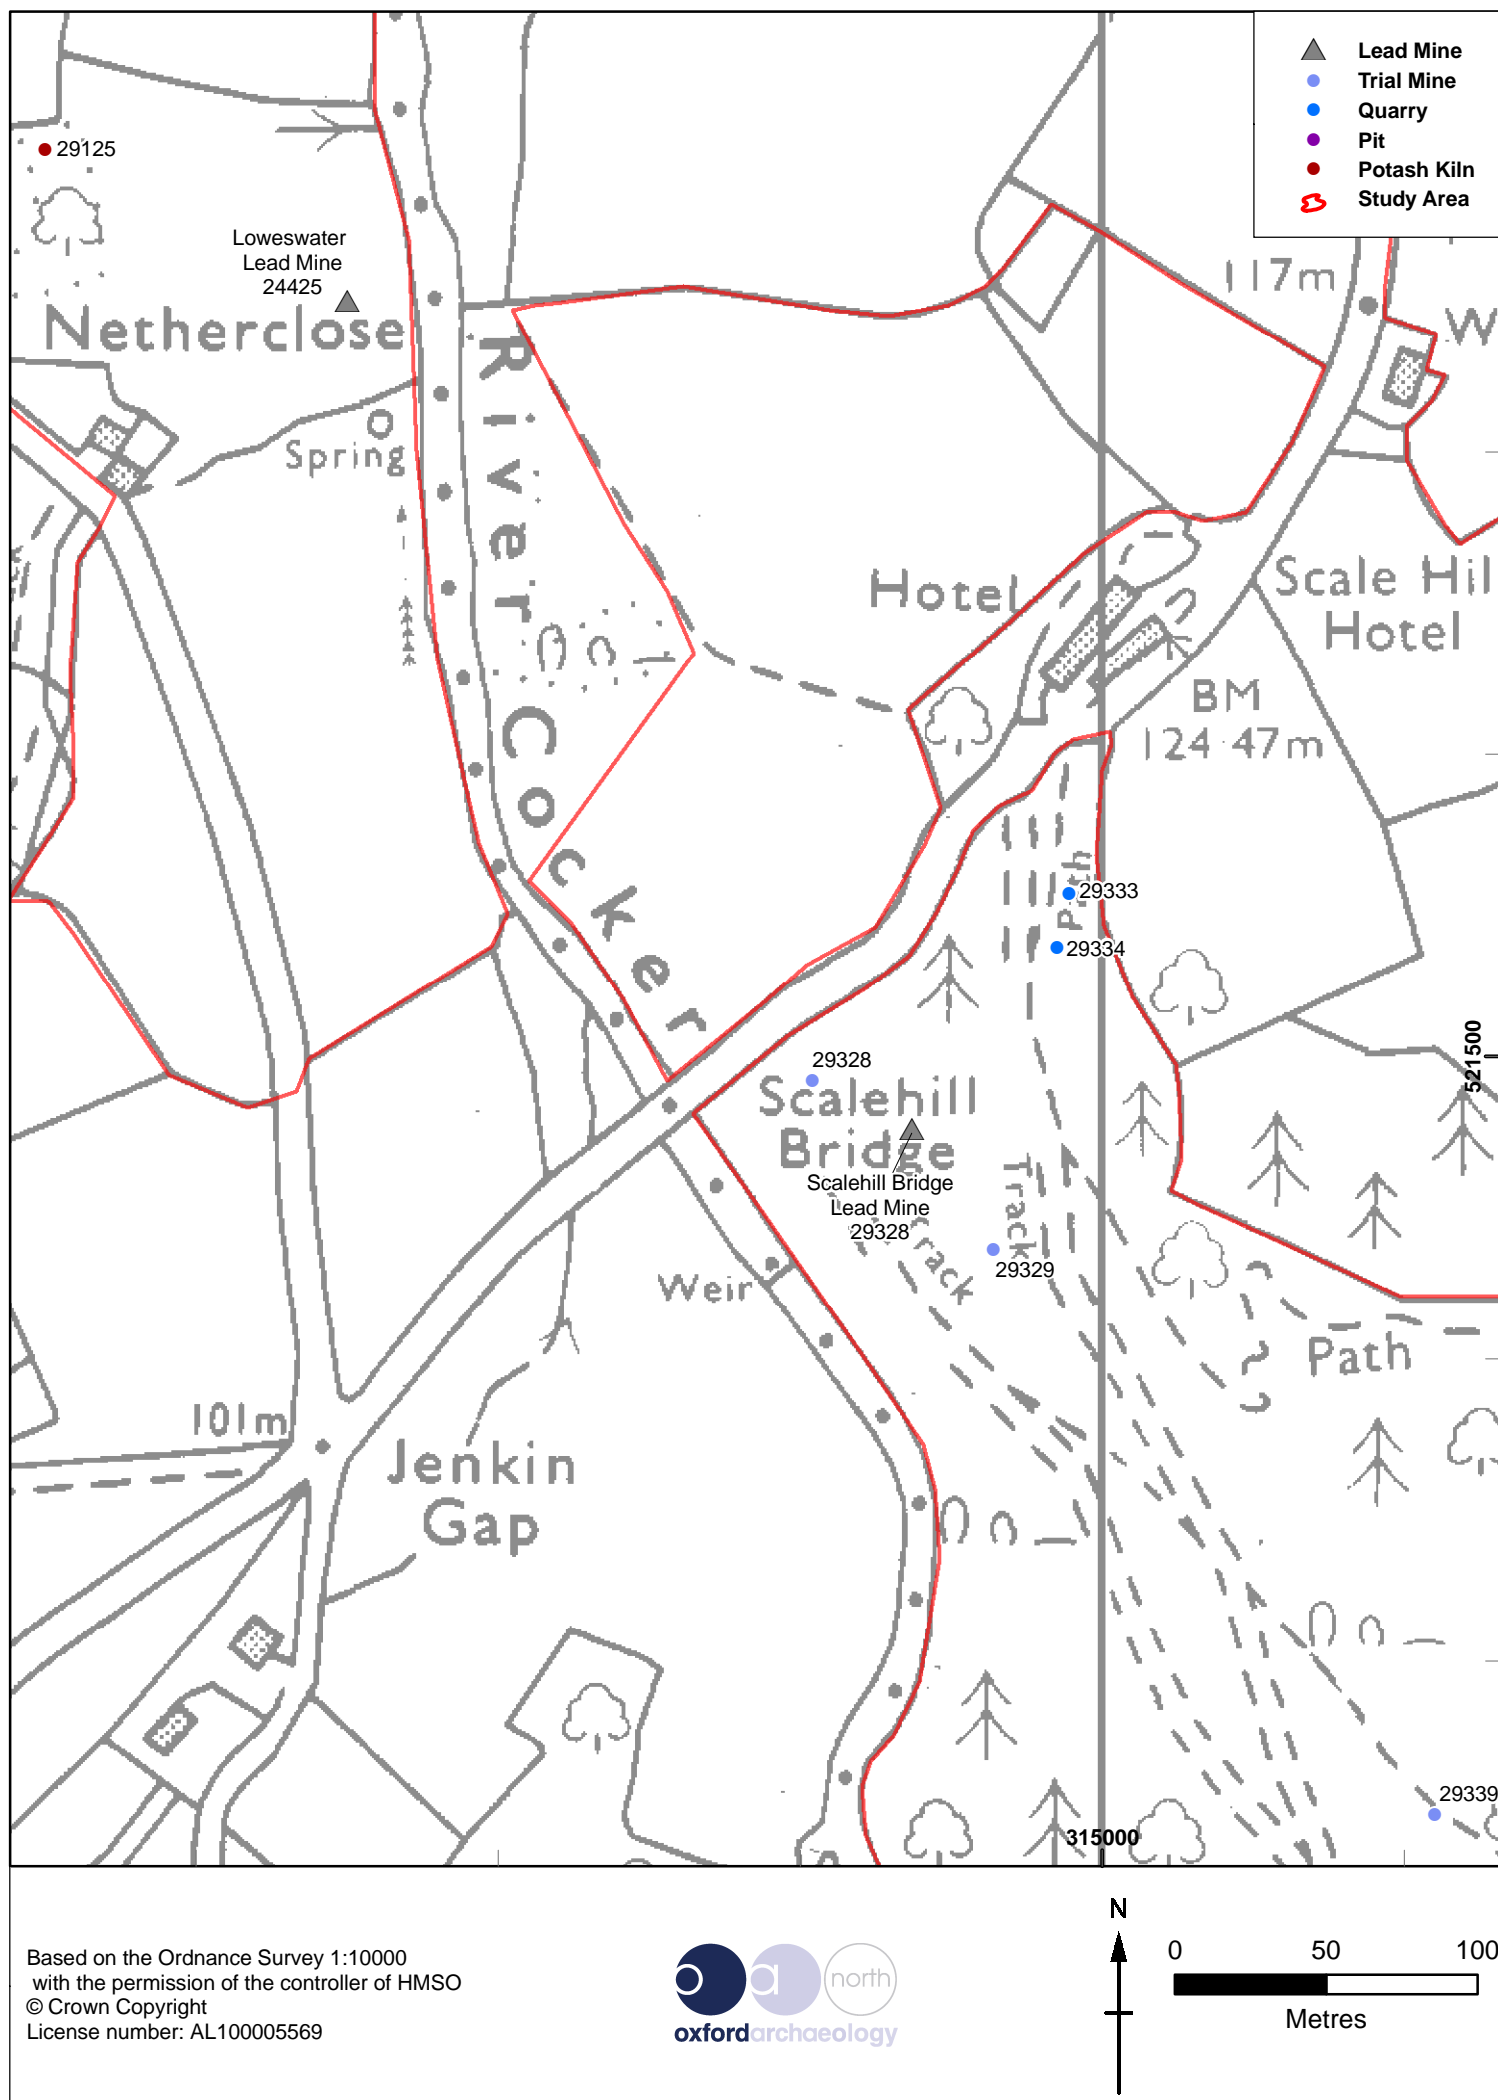 Lead Mine
Trial Mine
Quarry
Pit
Potash Kiln
Study Area
29125
Loweswater
Lead Mine
24425
Netherclose
117m
W
River Cocker
Spring
Hotel
Scale Hil
Hotel
BM
124·47m
Path
29333
29334
521500
29328
Scalehill
Bridge
Scalehill Bridge
Lead Mine
29328
Track
Track
29329
Weir
Path
101m
Jenkin
Gap
29339
315000
Based on the Ordnance Survey 1:10000
with the permission of the controller of HMSO
© Crown Copyright
License number: AL100005569
oa north
oxfordarchaeology
N
0 50 100
Metres